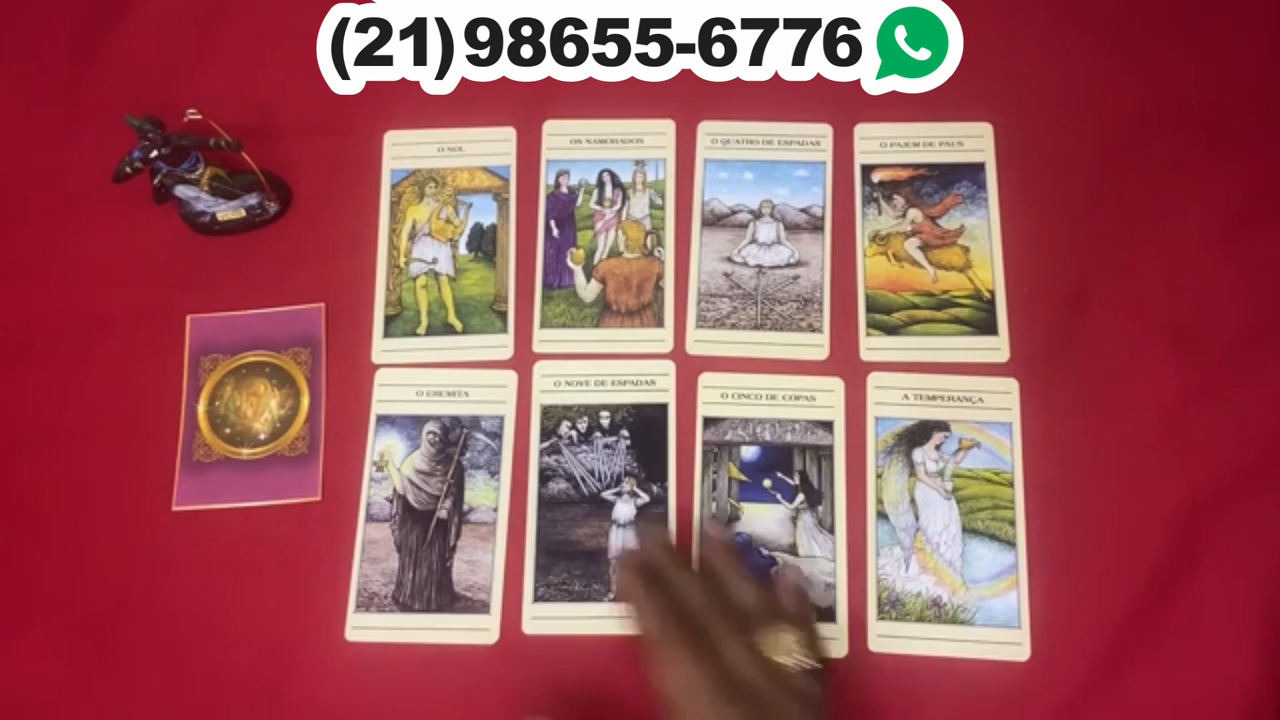 (21)98655-6776
O SOL
OS NAMORADOS
O QUATRO DE ESPADAS
O PAJEM DE PAUS
O EREMITA
O NOVE DE ESPADAS
O CINCO DE COPAS
A TEMPERANÇA